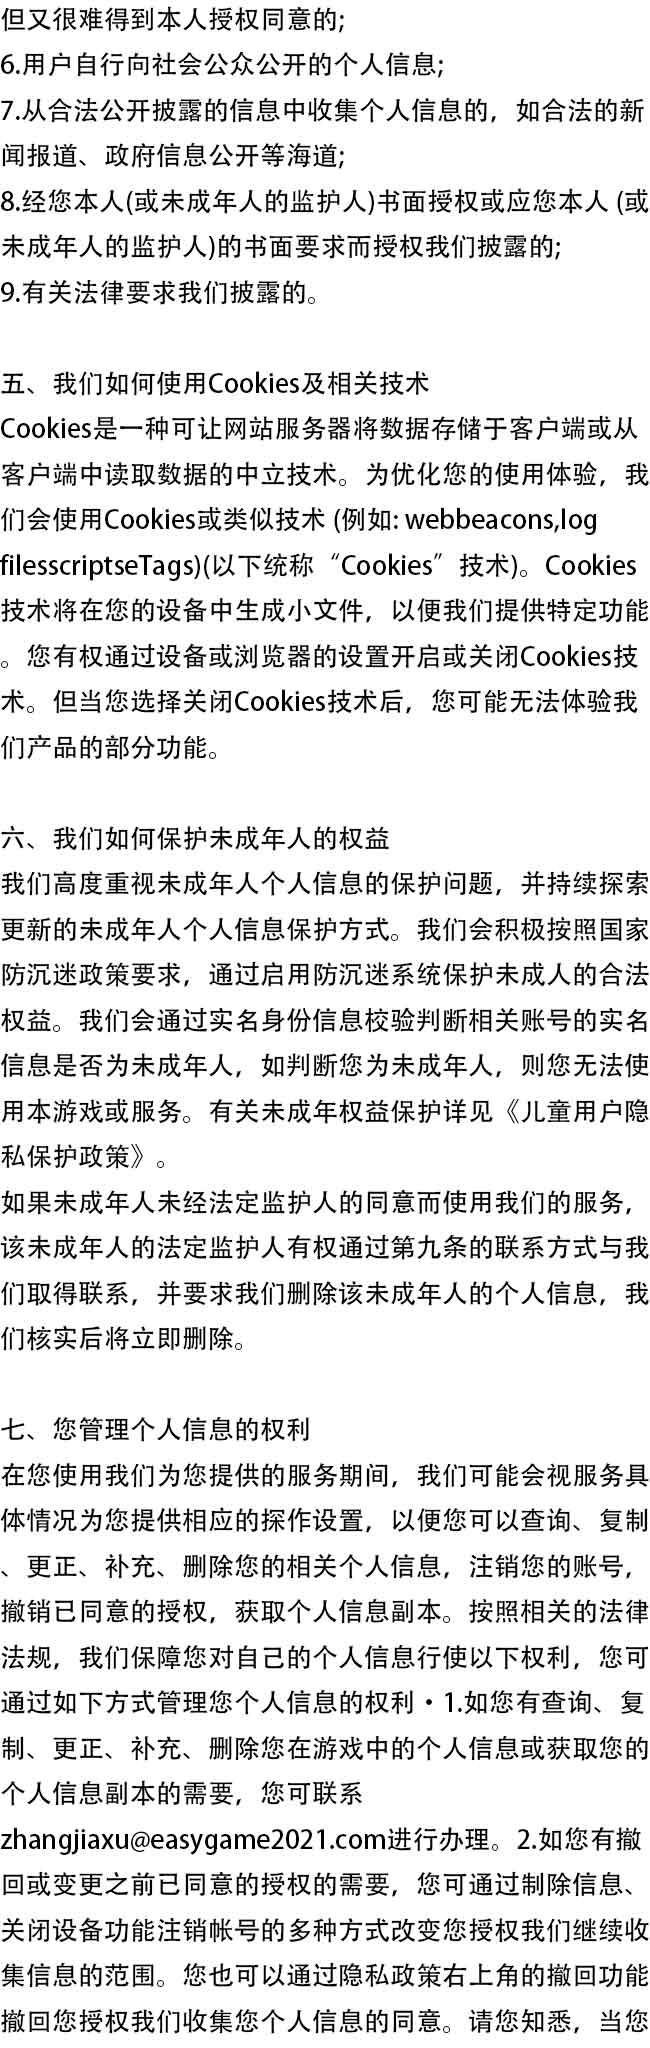 但又很难得到本人授权同意的;
6.用户自行向社会公众公开的个人信息;
7.从合法公开披露的信息中收集个人信息的，如合法的新
闻报道、政府信息公开等海道;
8.经您本人(或未成年人的监护人)书面授权或应您本人 (或
未成年人的监护人)的书面要求而授权我们披露的;
9.有关法律要求我们披露的。
五、我们如何使用Cookies及相关技术
Cookies是一种可让网站服务器将数据存储于客户端或从
客户端中读取数据的中立技术。为优化您的使用体验，我
们会使用Cookies或类似技术 (例如: webbeacons,log
filesscriptseTags)(以下统称“Cookies”技术)。Cookies
技术将在您的设备中生成小文件，以便我们提供特定功能
。您有权通过设备或浏览器的设置开启或关闭Cookies技
术。但当您选择关闭Cookies技术后，您可能无法体验我
们产品的部分功能。
六、我们如何保护未成年人的权益
我们高度重视未成年人个人信息的保护问题，并持续探索
更新的未成年人个人信息保护方式。我们会积极按照国家
防沉迷政策要求，通过启用防沉迷系统保护未成人的合法
权益。我们会通过实名身份信息校验判断相关账号的实名
信息是否为未成年人，如判断您为未成年人，则您无法使
用本游戏或服务。有关未成年权益保护详见《儿童用户隐
私保护政策》。
如果未成年人未经法定监护人的同意而使用我们的服务，
该未成年人的法定监护人有权通过第九条的联系方式与我
们取得联系，并要求我们删除该未成年人的个人信息，我
们核实后将立即删除。
七、您管理个人信息的权利
在您使用我们为您提供的服务期间，我们可能会视服务具
体情况为您提供相应的探作设置，以便您可以查询、复制
、更正、补充、删除您的相关个人信息，注销您的账号，
撤销已同意的授权，获取个人信息副本。按照相关的法律
法规，我们保障您对自己的个人信息行使以下权利，您可
通过如下方式管理您个人信息的权利·1.如您有查询、复
制、更正、补充、删除您在游戏中的个人信息或获取您的
个人信息副本的需要，您可联系
zhangjiaxu@easygame2021.com进行办理。2.如您有撤
回或变更之前已同意的授权的需要，您可通过制除信息、
关闭设备功能注销帐号的多种方式改变您授权我们继续收
集信息的范围。您也可以通过隐私政策右上角的撤回功能
撤回您授权我们收集您个人信息的同意。请您知悉，当您